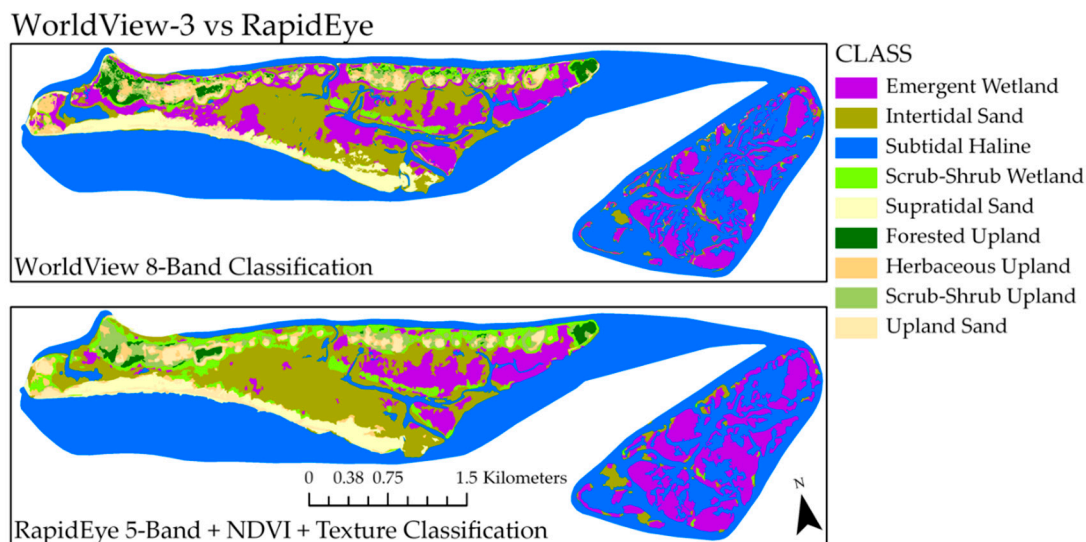 WorldView-3 vs RapidEye
WorldView 8-Band Classification
CLASS
Emergent Wetland
Intertidal Sand
Subtidal Haline
Scrub-Shrub Wetland
Supratidal Sand
Forested Upland
Herbaceous Upland
Scrub-Shrub Upland
Upland Sand
0 0.38 0.75 1.5 Kilometers
N
RapidEye 5-Band + NDVI + Texture Classification